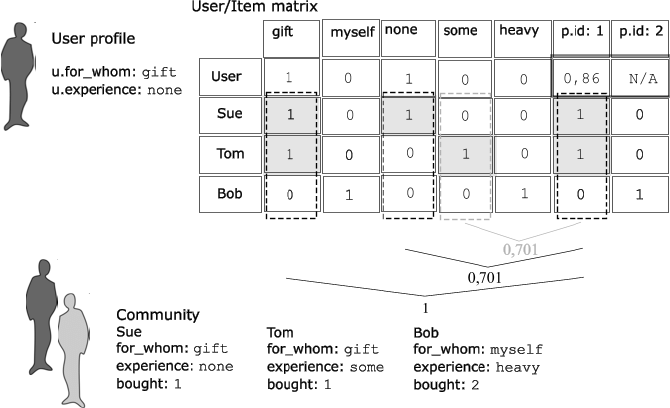 User/Item matrix
User profile
u.for_whom: gift
u.experience: none
gift myself none some heavy p.id: 1 p.id: 2
User 1 0 1 0 0 0,86 N/A
Sue 1 0 1 0 0 1 0
Tom 1 0 0 1 0 1 0
Bob 0 1 0 0 1 0 1
0,701
0,701
1
Community
Sue
for_whom: gift
experience: none
bought: 1
Tom
for_whom: gift
experience: some
bought: 1
Bob
for_whom: myself
experience: heavy
bought: 2